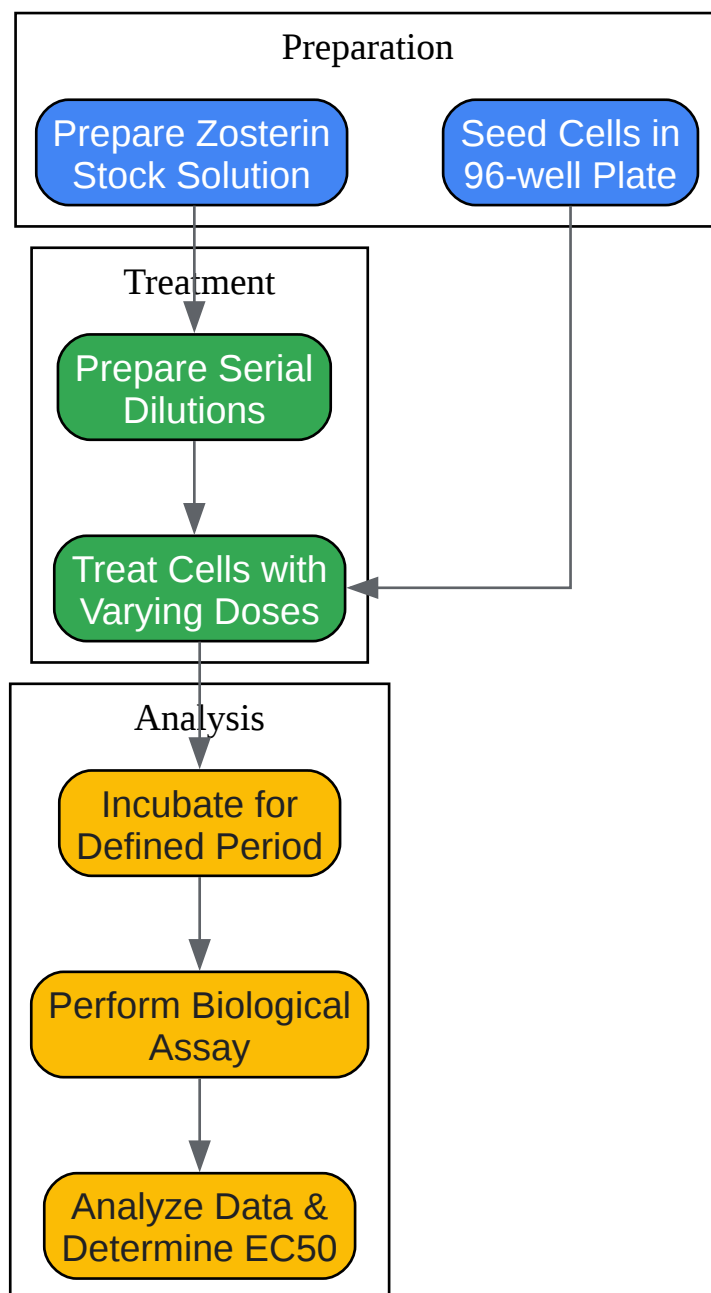 Preparation
Prepare Zosterin
Stock Solution
Seed Cells in
96-well Plate
Treatment
Prepare Serial
Dilutions
Treat Cells with
Varying Doses
Analysis
Incubate for
Defined Period
Perform Biological
Assay
Analyze Data &
Determine EC50